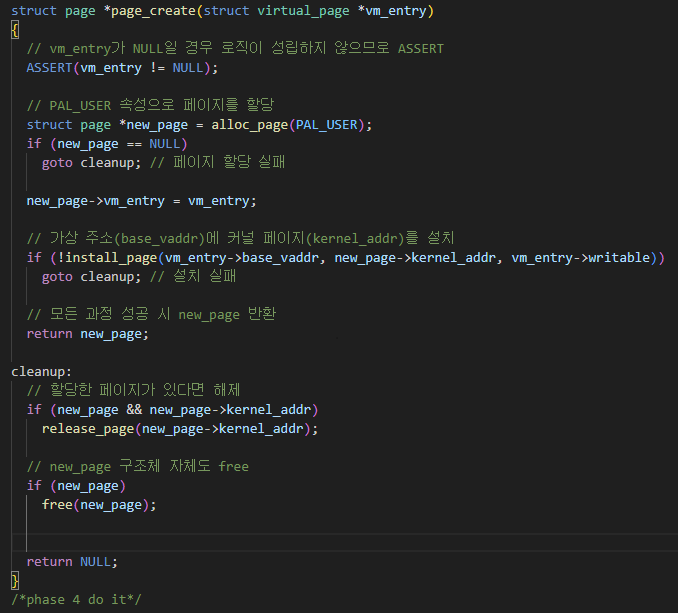 struct page *page_create(struct virtual_page *vm_entry)
{
// vm_entry가 NULL일 경우 로직이 성립하지 않으므로 ASSERT
ASSERT(vm_entry != NULL);
// PAL_USER 속성으로 페이지를 할당
struct page *new_page = alloc_page(PAL_USER);
if (new_page == NULL)
goto cleanup; // 페이지 할당 실패
new_page->vm_entry = vm_entry;
// 가상 주소(base_vaddr)에 커널 페이지(kernel_addr)를 설치
if (!install_page(vm_entry->base_vaddr, new_page->kernel_addr, vm_entry->writable))
goto cleanup; // 설치 실패
// 모든 과정 성공 시 new_page 반환
return new_page;
cleanup:
// 할당한 페이지가 있다면 해제
if (new_page && new_page->kernel_addr)
release_page(new_page->kernel_addr);
// new_page 구조체 자체도 free
if (new_page)
free(new_page);
return NULL;
}
/*phase 4 do it*/